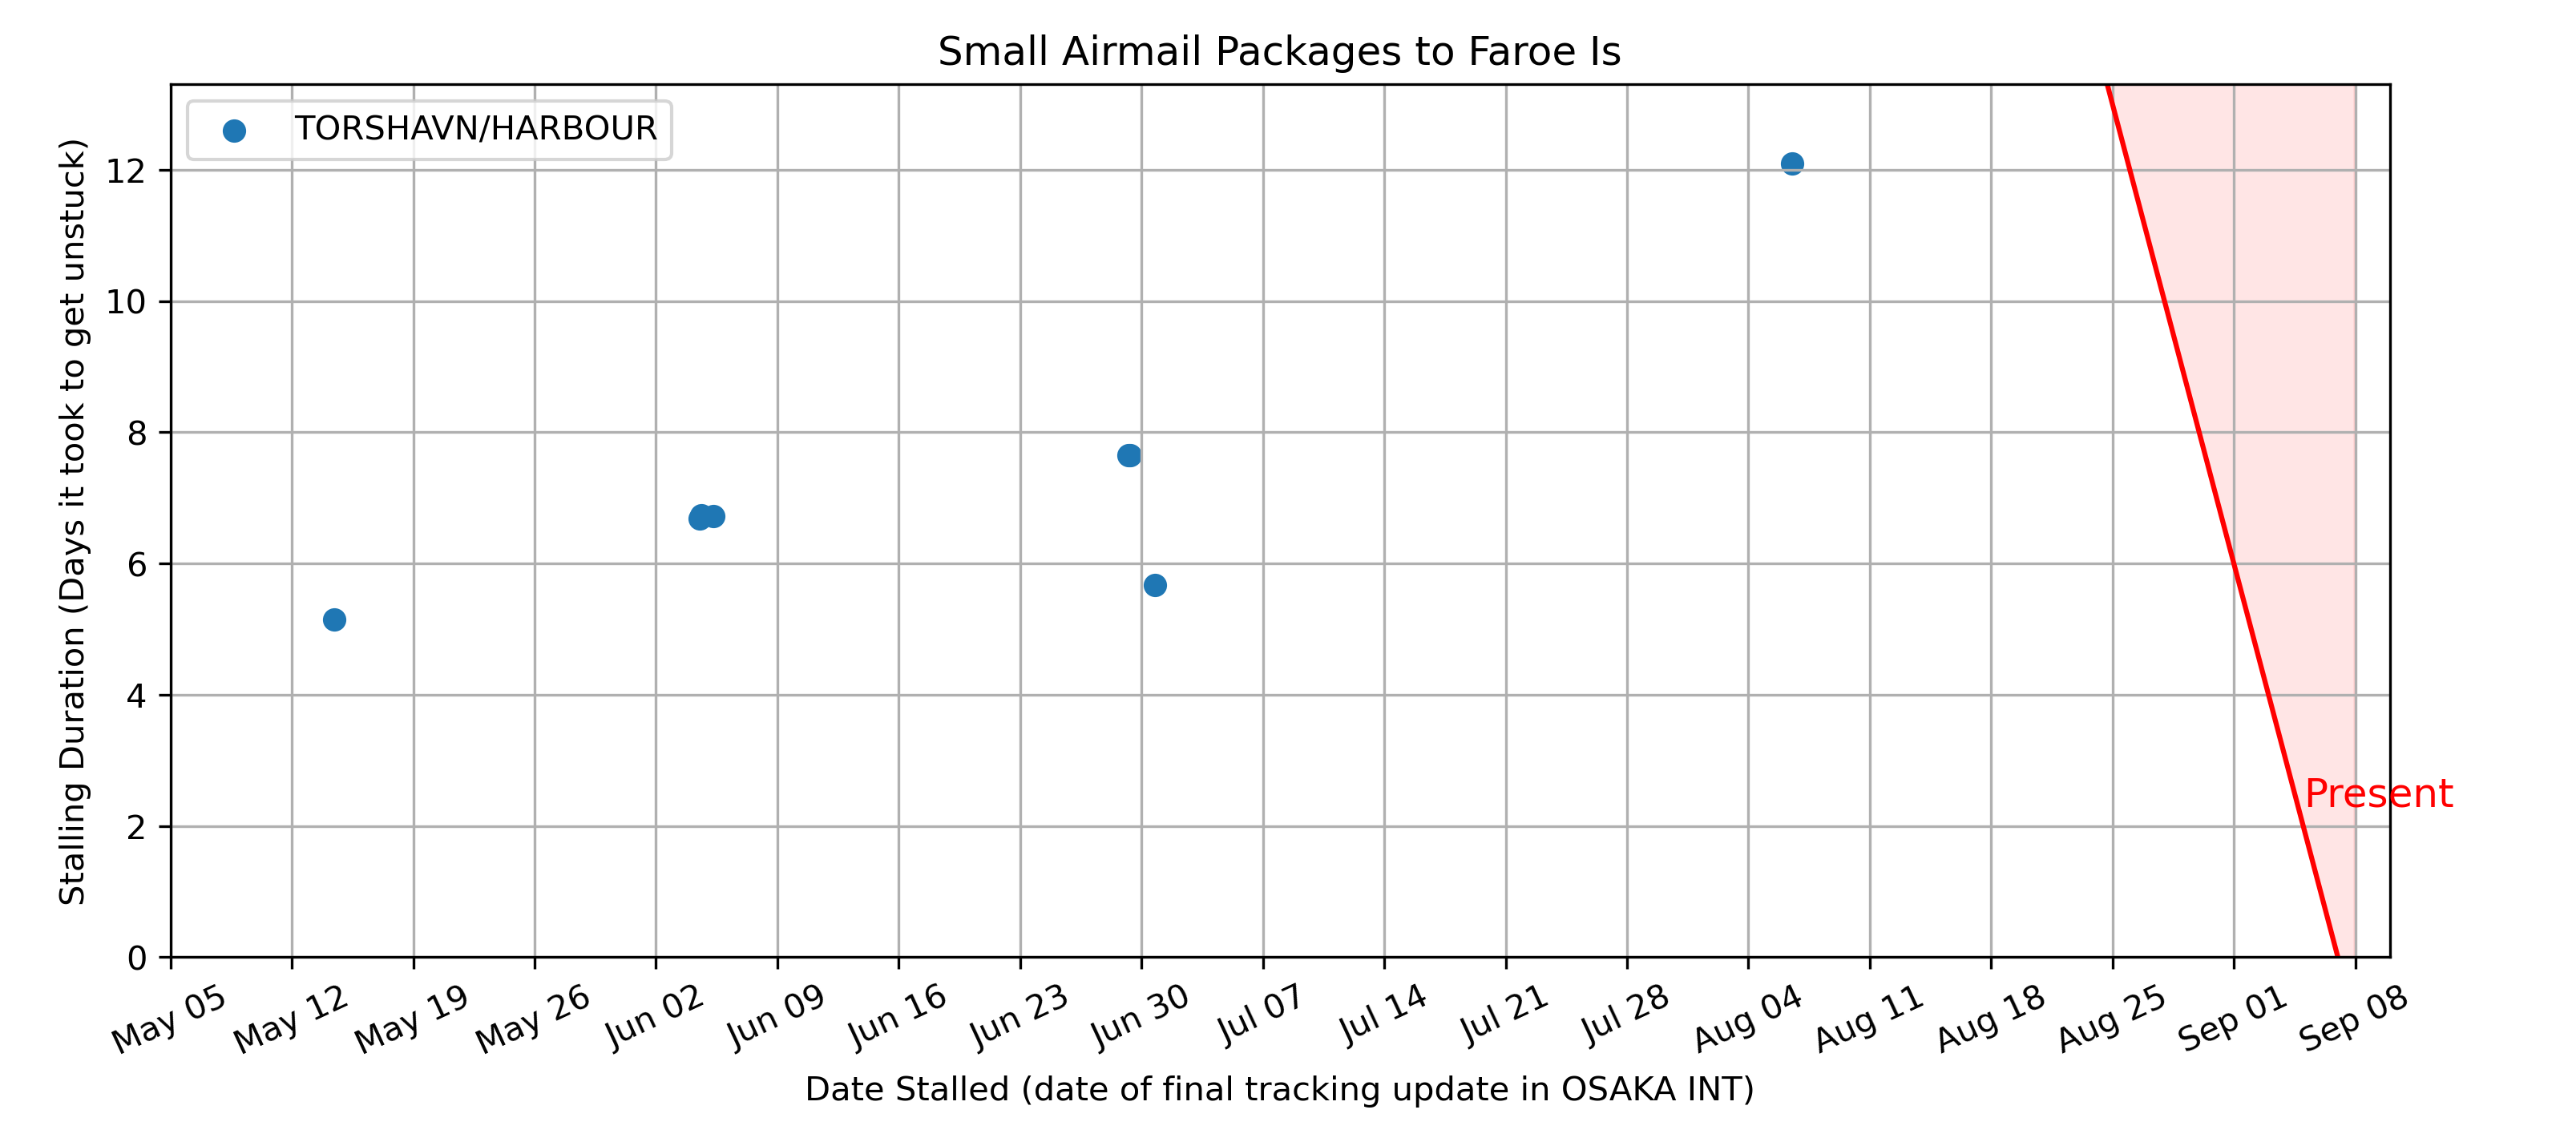 Small Airmail Packages to Faroe Is
TORSHAVN/HARBOUR
Stalling Duration (Days it took to get unstuck)
12
10
8
6
4
2
0
Present
May 05
May 12
May 19
May 26
Jun 02
Jun 09
Jun 16
Jun 23
Jun 30
Jul 07
Jul 14
Jul 21
Jul 28
Aug 04
Aug 11
Aug 18
Aug 25
Sep 01
Sep 08
Date Stalled (date of final tracking update in OSAKA INT)